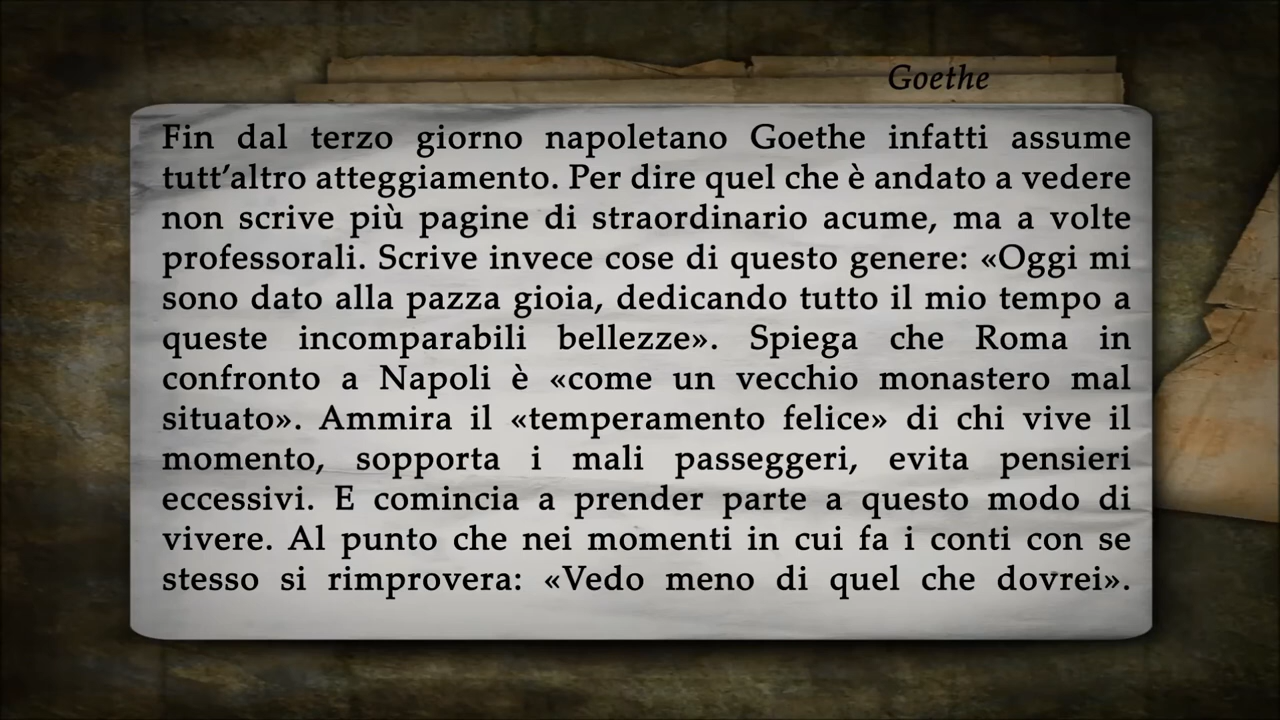 Goethe
Fin dal terzo giorno napoletano Goethe infatti assume
tutt’altro atteggiamento. Per dire quel che è andato a vedere
non scrive più pagine di straordinario acume, ma a volte
professorali. Scrive invece cose di questo genere: «Oggi mi
sono dato alla pazza gioia, dedicando tutto il mio tempo a
queste incomparabili bellezze». Spiega che Roma in
confronto a Napoli è «come un vecchio monastero mal
situato». Ammira il «temperamento felice» di chi vive il
momento, sopporta i mali passeggeri, evita pensieri
eccessivi. E comincia a prender parte a questo modo di
vivere. Al punto che nei momenti in cui fa i conti con se
stesso si rimprovera: «Vedo meno di quel che dovrei».